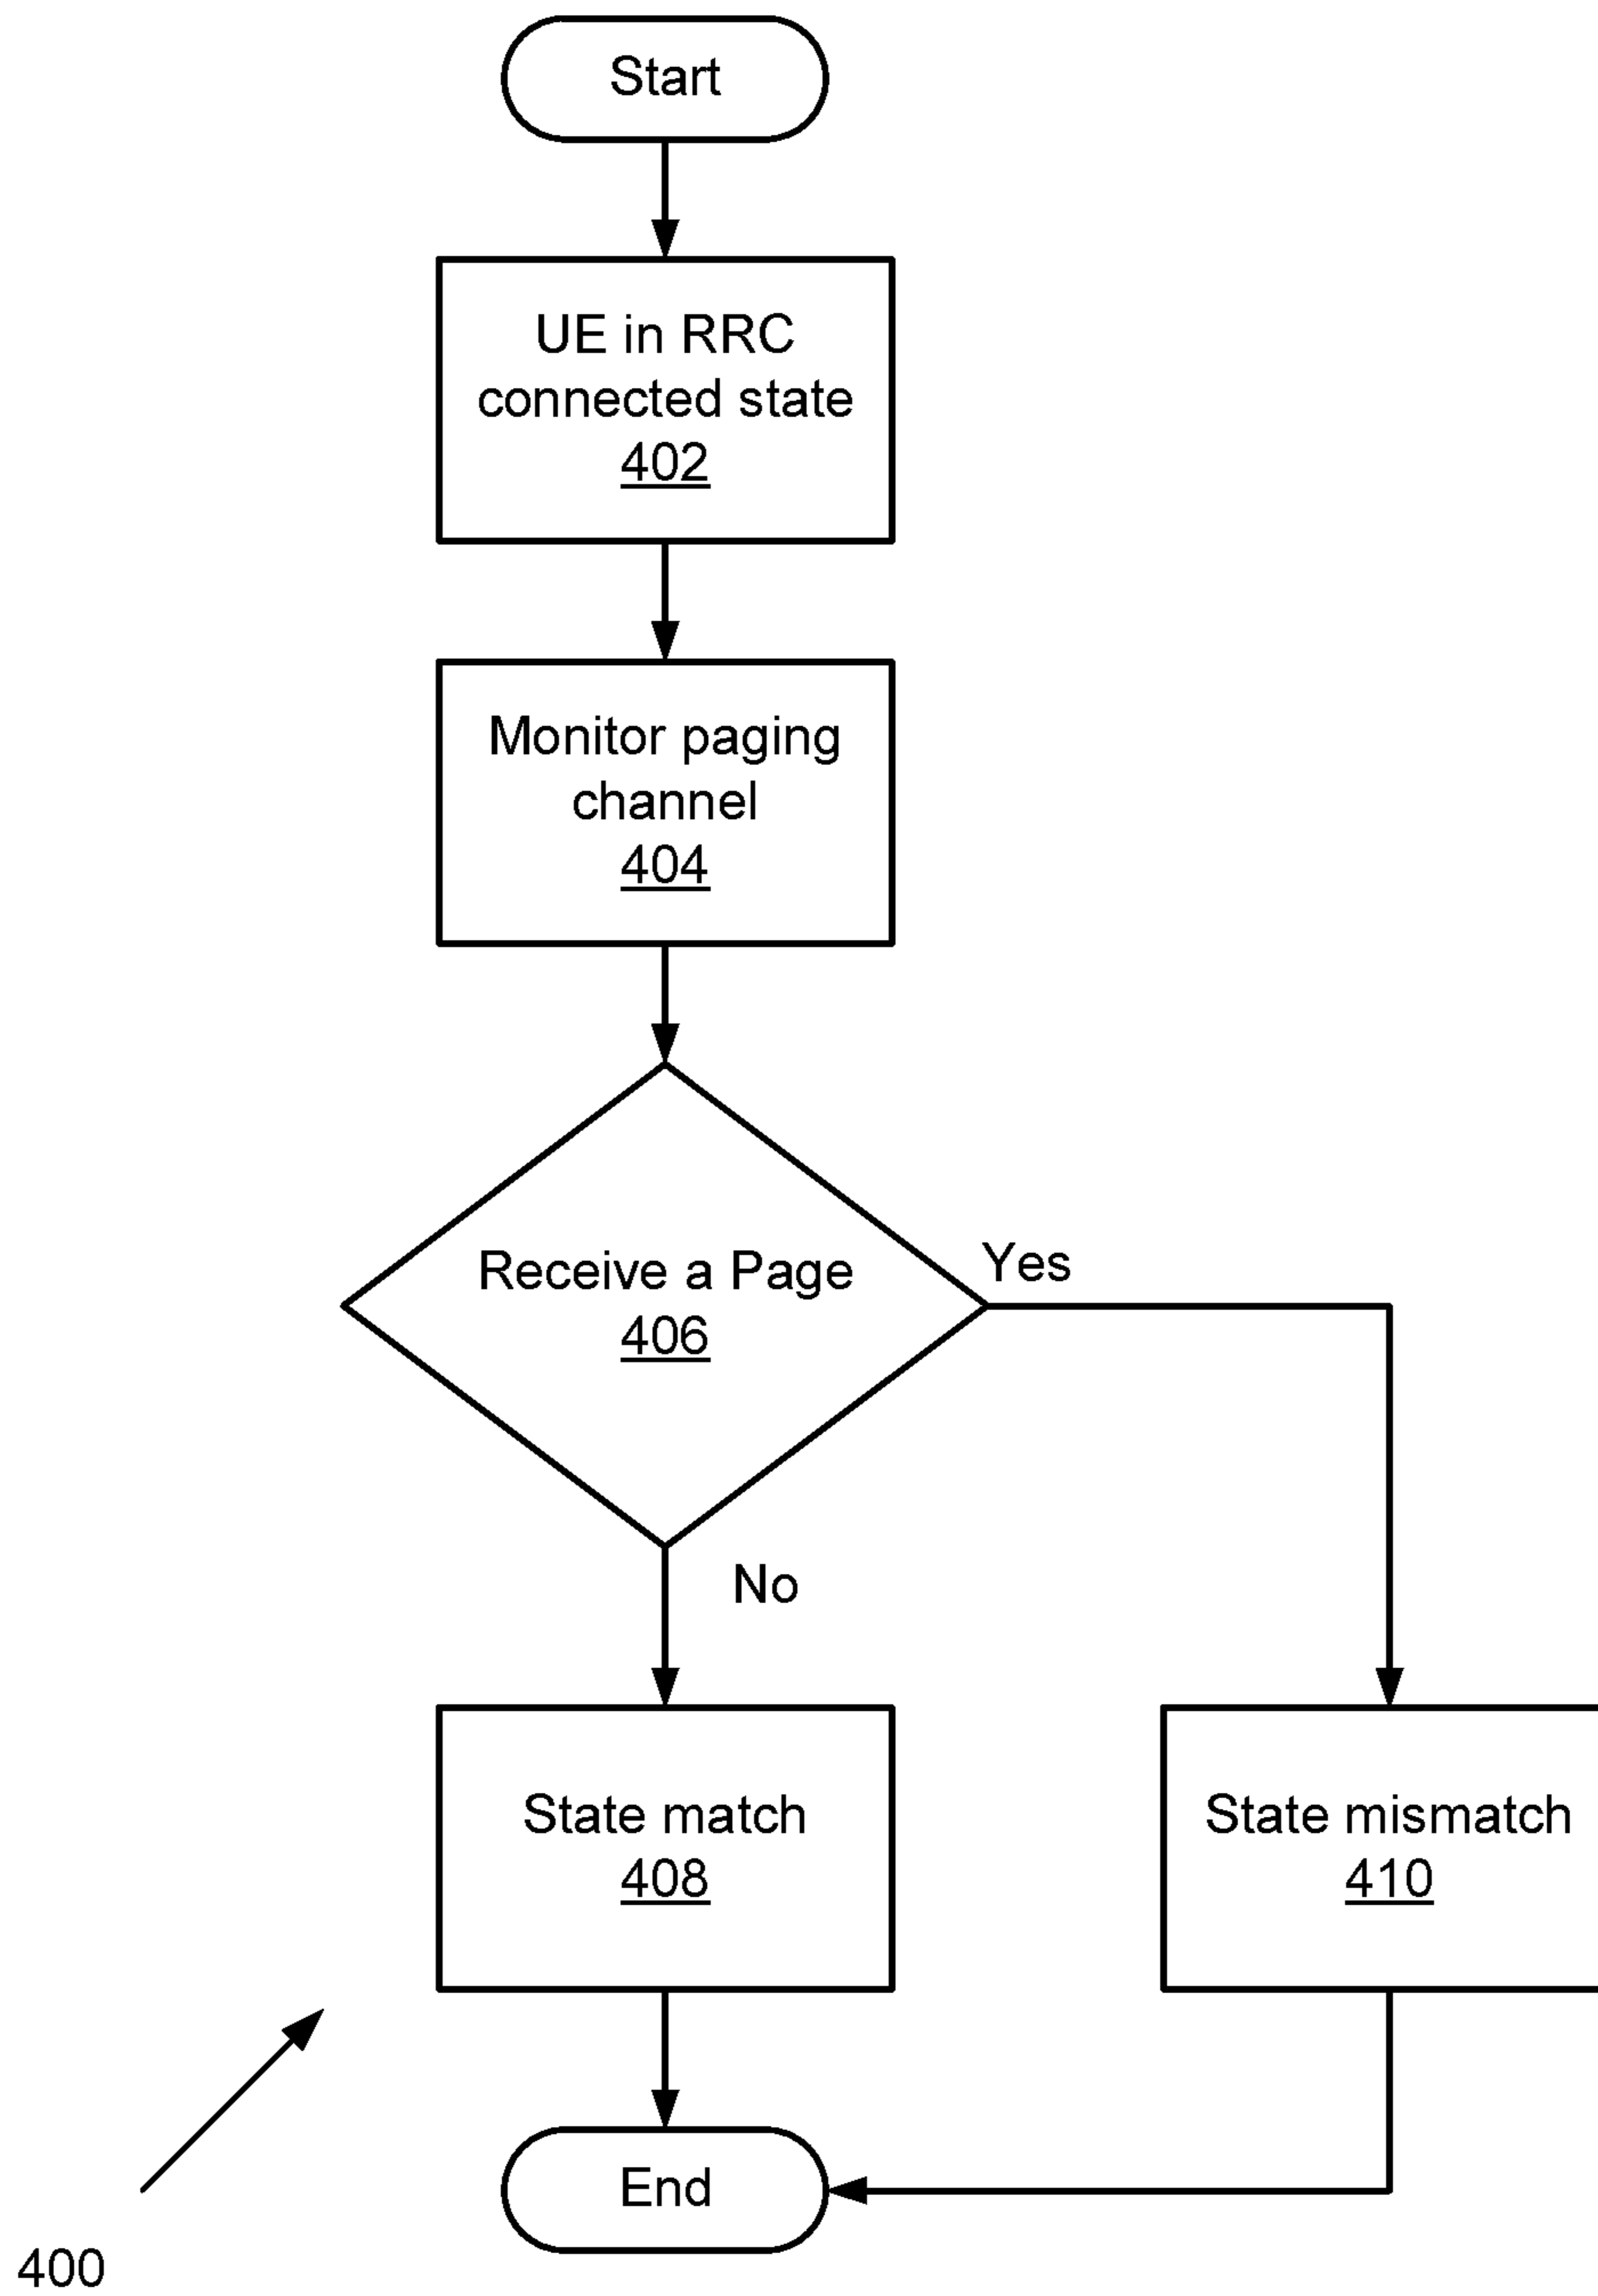 Start
UE in RRC
connected state
402
Monitor paging
channel
404
Receive a Page
406
Yes
No
State match
408
State mismatch
410
End
400